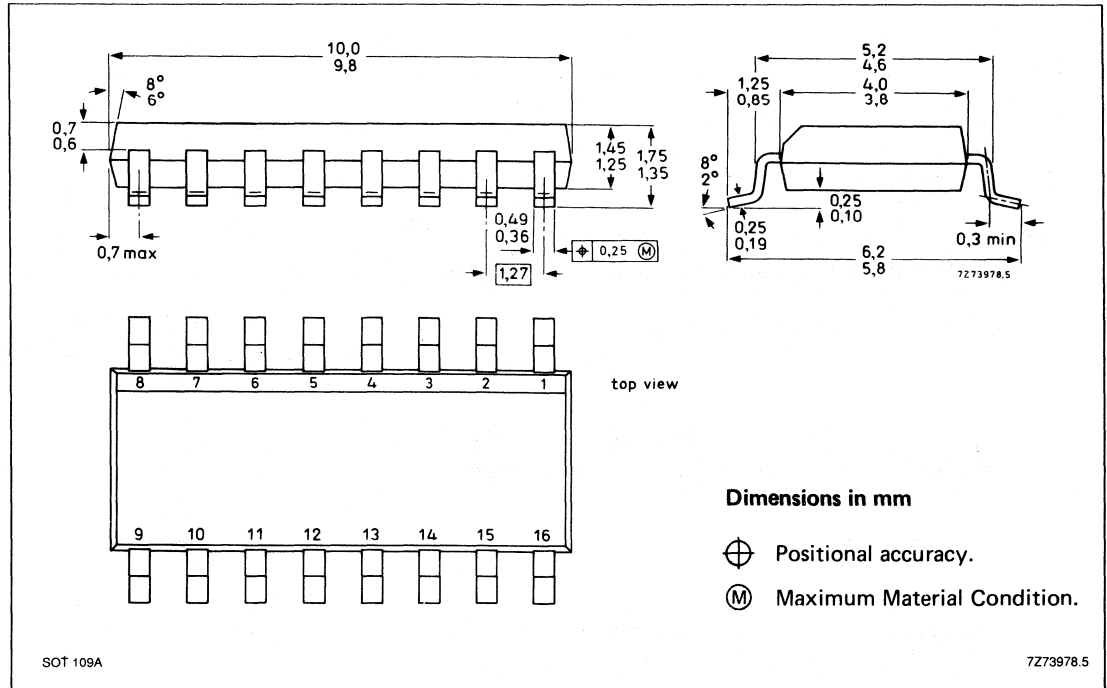 10,0
9,8
8°
6°
0,7
0,6
1,45
1,25
1,75
1,35
0,49
0,36
0,7 max
0,25 Ⓜ
1,27
5,2
4,6
1,25
0,85
4,0
3,8
8°
2°
0,25
0,10
0,25
0,19
0,3 min
6,2
5,8
7Z73978.5
8 7 6 5 4 3 2 1
top view
9 10 11 12 13 14 15 16
Dimensions in mm
Positional accuracy.
Ⓜ Maximum Material Condition.
SOT 109A
7Z73978.5